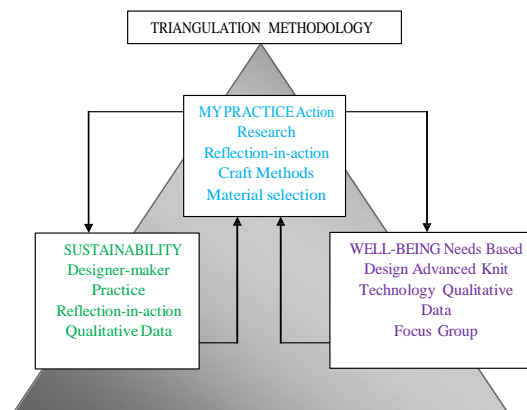 TRIANGULATION METHODOLOGY
MY PRACTICE Action
Research
Reflection-in-action
Craft Methods
Material selection
SUSTAINABILITY
Designer-maker
Practice
Reflection-in-action
Qualitative Data
WELL-BEING Needs Based
Design Advanced Knit
Technology Qualitative
Data
Focus Group